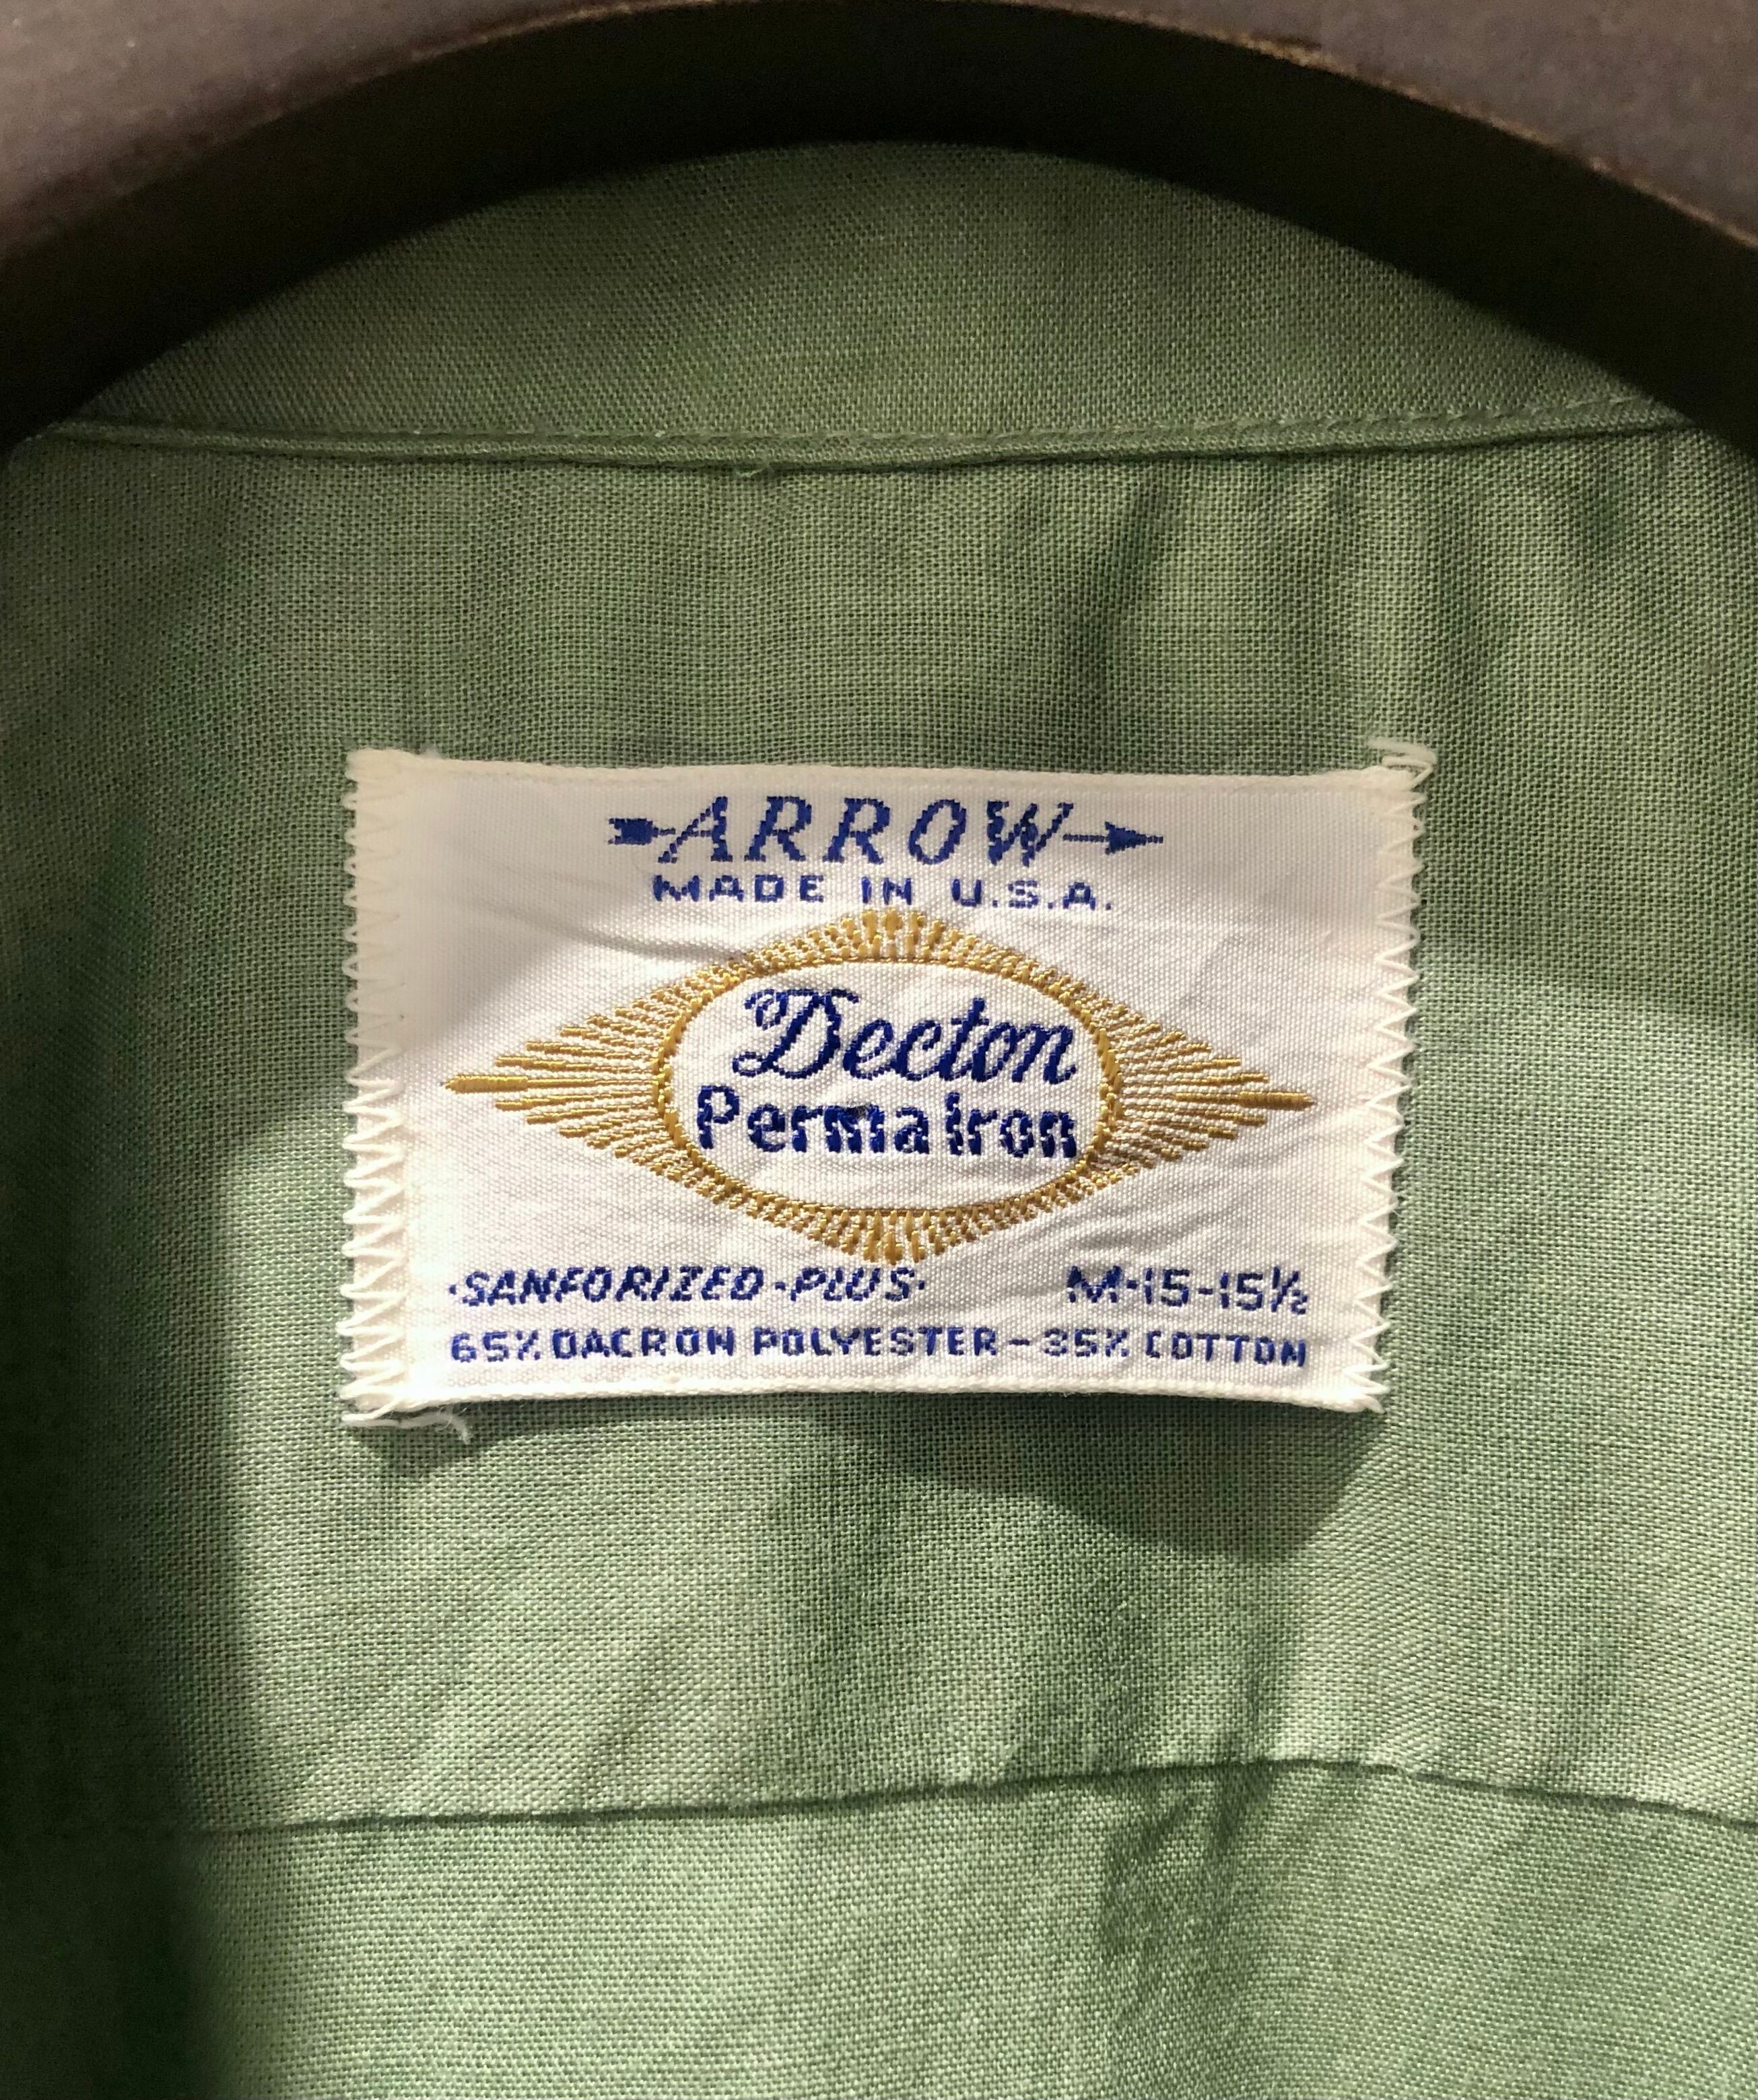 ARROW
MADE IN U.S.A.
Decton
Perma Iron
·SANFORIZED-PLUS· M-15-15½
65% DACRON POLYESTER-35% COTTON